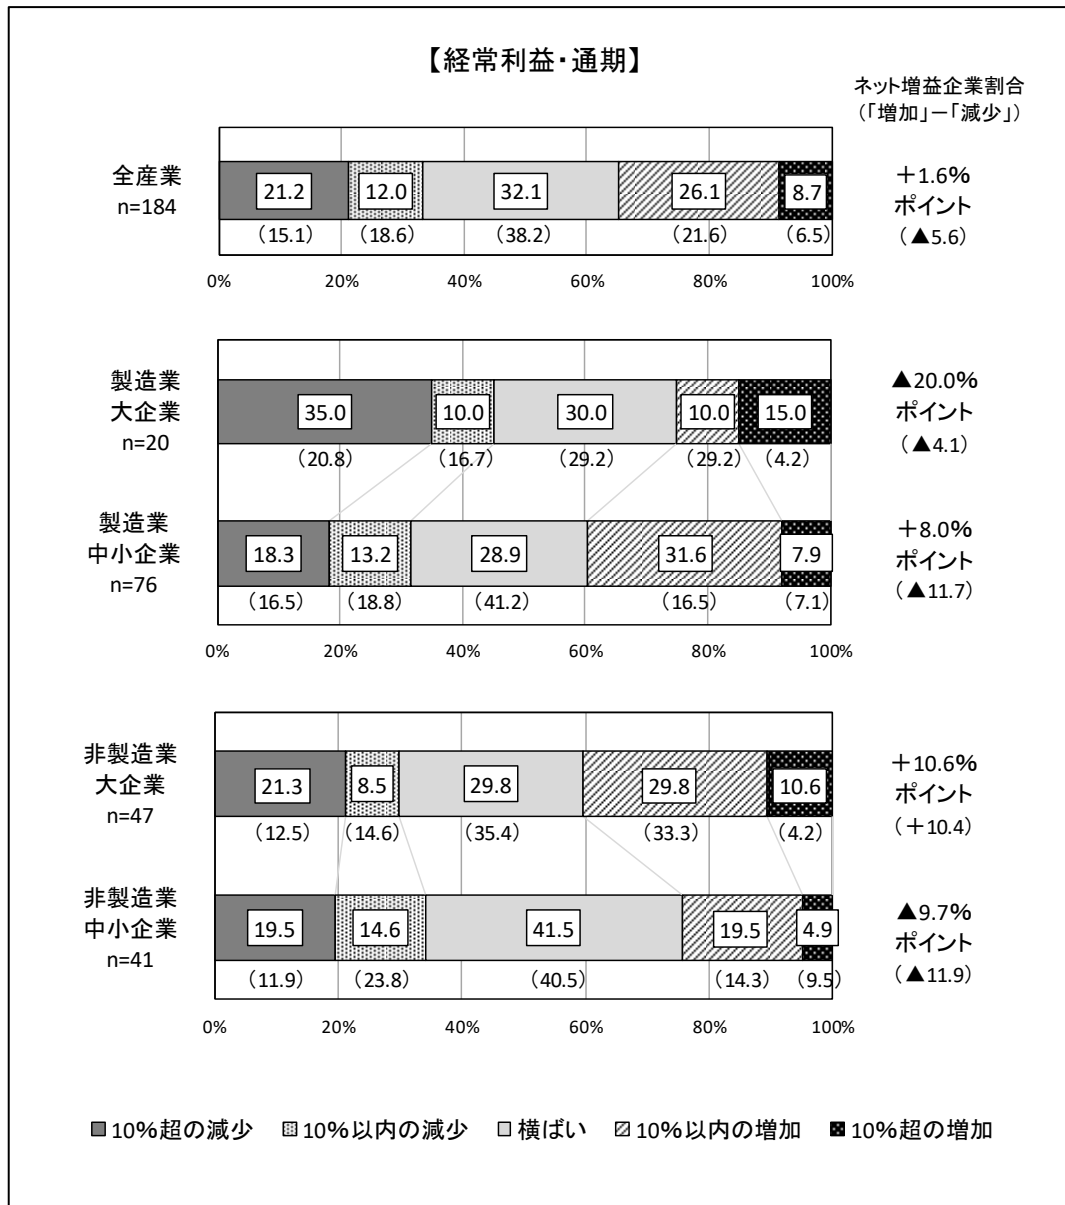 【経常利益・通期】
ネット増益企業割合
(「増加」－「減少」)
全産業
n=184
21.2 12.0 32.1 26.1 8.7
(15.1) (18.6) (38.2) (21.6) (6.5)
＋1.6%
ポイント
(▲5.6)
0% 20% 40% 60% 80% 100%
製造業
大企業
n=20
35.0 10.0 30.0 10.0 15.0
(20.8) (16.7) (29.2) (29.2) (4.2)
▲20.0%
ポイント
(▲4.1)
製造業
中小企業
n=76
18.3 13.2 28.9 31.6 7.9
(16.5) (18.8) (41.2) (16.5) (7.1)
＋8.0%
ポイント
(▲11.7)
0% 20% 40% 60% 80% 100%
非製造業
大企業
n=47
21.3 8.5 29.8 29.8 10.6
(12.5) (14.6) (35.4) (33.3) (4.2)
＋10.6%
ポイント
(＋10.4)
非製造業
中小企業
n=41
19.5 14.6 41.5 19.5 4.9
(11.9) (23.8) (40.5) (14.3) (9.5)
▲9.7%
ポイント
(▲11.9)
0% 20% 40% 60% 80% 100%
10%超の減少 10%以内の減少 横ばい 10%以内の増加 10%超の増加